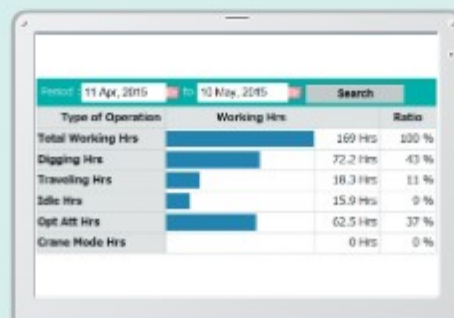 Period : 11 Apr, 2015 to 10 May, 2015 Search
Type of Operation Working Hrs Ratio
Total Working Hrs 169 Hrs 100 %
Digging Hrs 72.2 Hrs 43 %
Traveling Hrs 18.3 Hrs 11 %
Idle Hrs 15.9 Hrs 9 %
Opt Att Hrs 62.5 Hrs 37 %
Crane Mode Hrs 0 Hrs 0 %